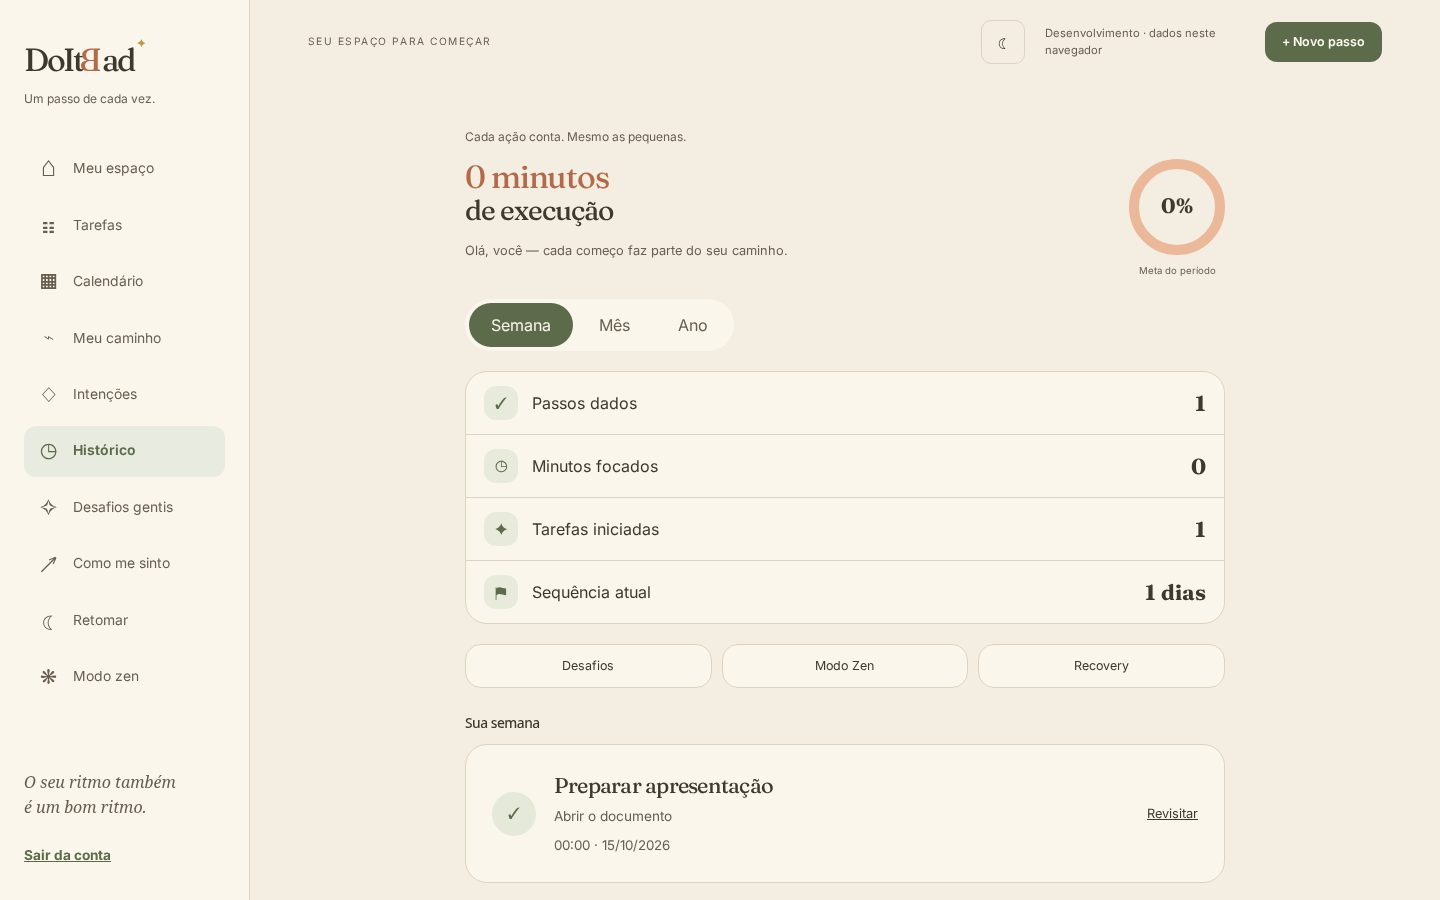 DoItBad
Um passo de cada vez.
Meu espaço
Tarefas
Calendário
Meu caminho
Intenções
Histórico
Desafios gentis
Como me sinto
Retomar
Modo zen
O seu ritmo também
é um bom ritmo.
Sair da conta
SEU ESPAÇO PARA COMEÇAR
Desenvolvimento · dados neste
navegador
+ Novo passo
Cada ação conta. Mesmo as pequenas.
0 minutos
de execução
Olá, você — cada começo faz parte do seu caminho.
0%
Meta do período
Semana Mês Ano
Passos dados 1
Minutos focados 0
Tarefas iniciadas 1
Sequência atual 1 dias
Desafios Modo Zen Recovery
Sua semana
Preparar apresentação
Abrir o documento
00:00 · 15/10/2026
Revisitar